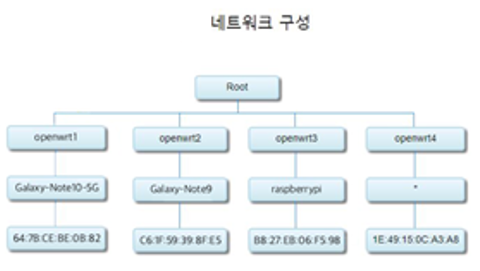 네트워크 구성
Root
openwrt1 openwrt2 openwrt3 openwrt4
Galaxy-Note10-5G Galaxy-Note9 raspberrypi *
64:7B:CE:BE:0B:82 C6:1F:59:39:8F:E5 B8:27:EB:06:F5:98 1E:49:15:0C:A3:A8